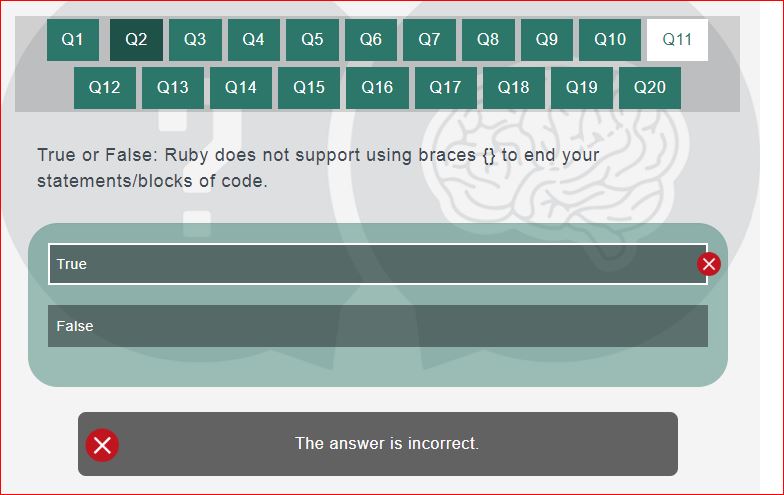 Q1 Q2 Q3 Q4 Q5 Q6 Q7 Q8 Q9 Q10 Q11
Q12 Q13 Q14 Q15 Q16 Q17 Q18 Q19 Q20
True or False: Ruby does not support using braces {} to end your
statements/blocks of code.
True
False
The answer is incorrect.